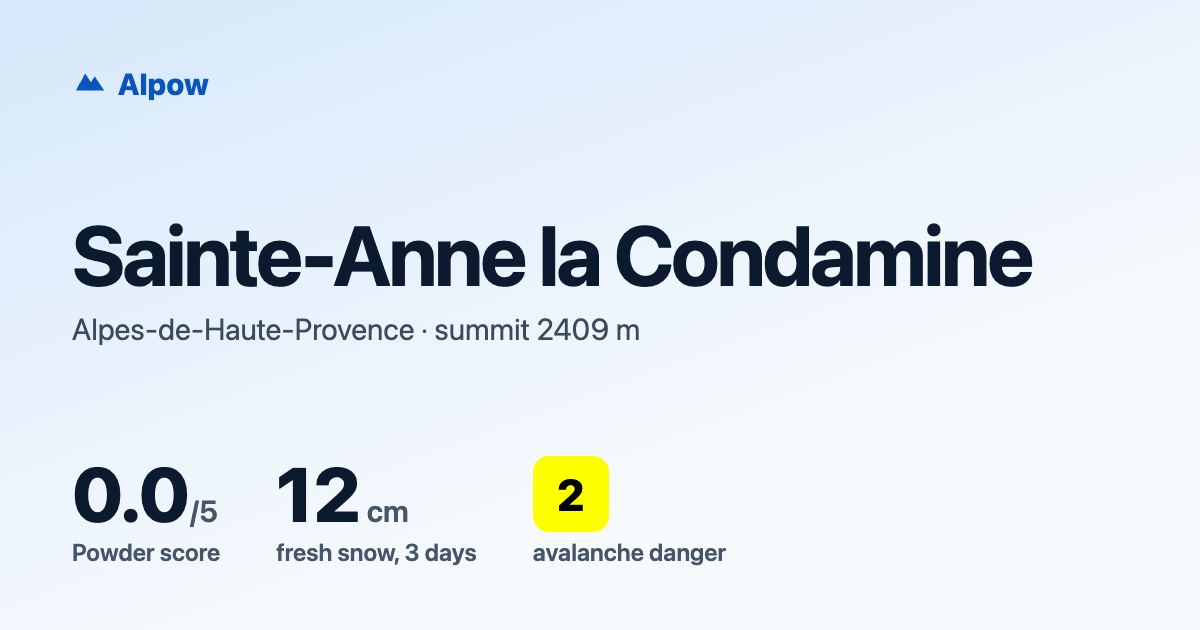 Alpow
Sainte-Anne la Condamine
Alpes-de-Haute-Provence · summit 2409 m
0.0/5
Powder score
12 cm
fresh snow, 3 days
2
avalanche danger